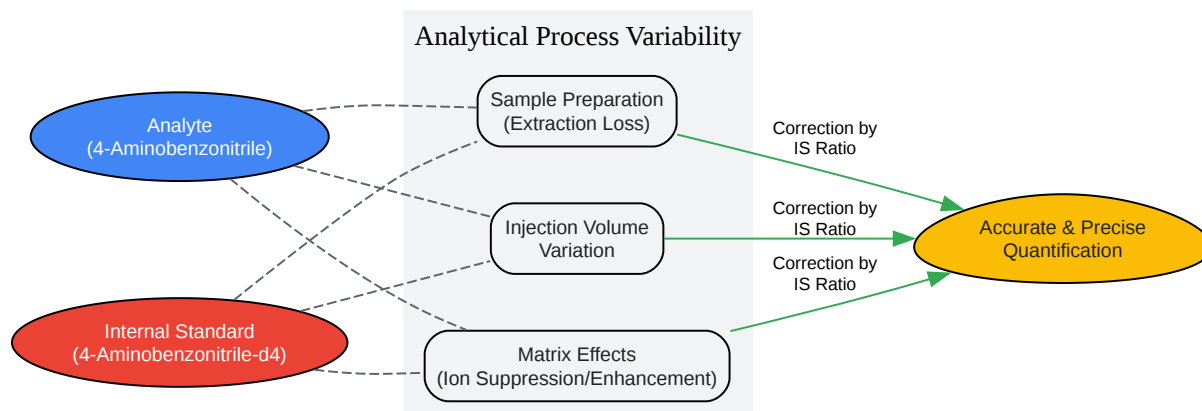 Analytical Process Variability
Analyte
(4-Aminobenzonitrile)
Internal Standard
(4-Aminobenzonitrile-d4)
Sample Preparation
(Extraction Loss)
Injection Volume
Variation
Matrix Effects
(Ion Suppression/Enhancement)
Correction by
IS Ratio
Correction by
IS Ratio
Correction by
IS Ratio
Accurate & Precise
Quantification